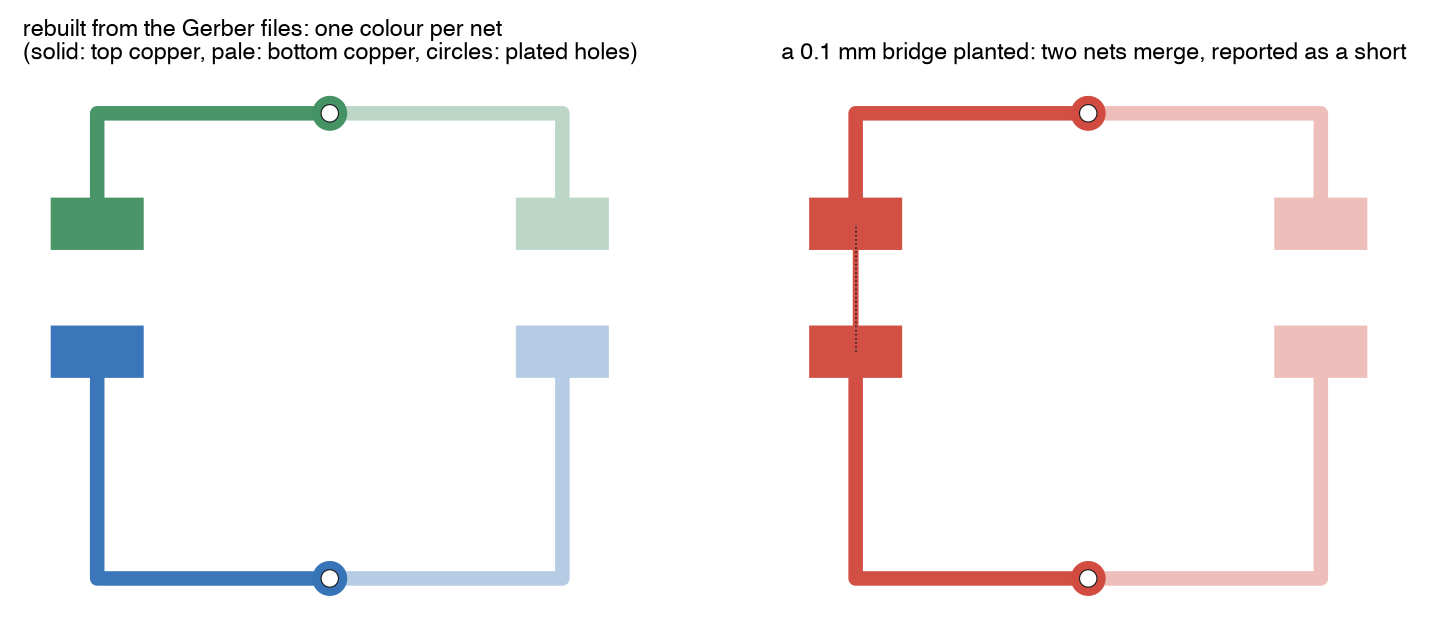 rebuilt from the Gerber files: one colour per net
(solid: top copper, pale: bottom copper, circles: plated holes)
a 0.1 mm bridge planted: two nets merge, reported as a short